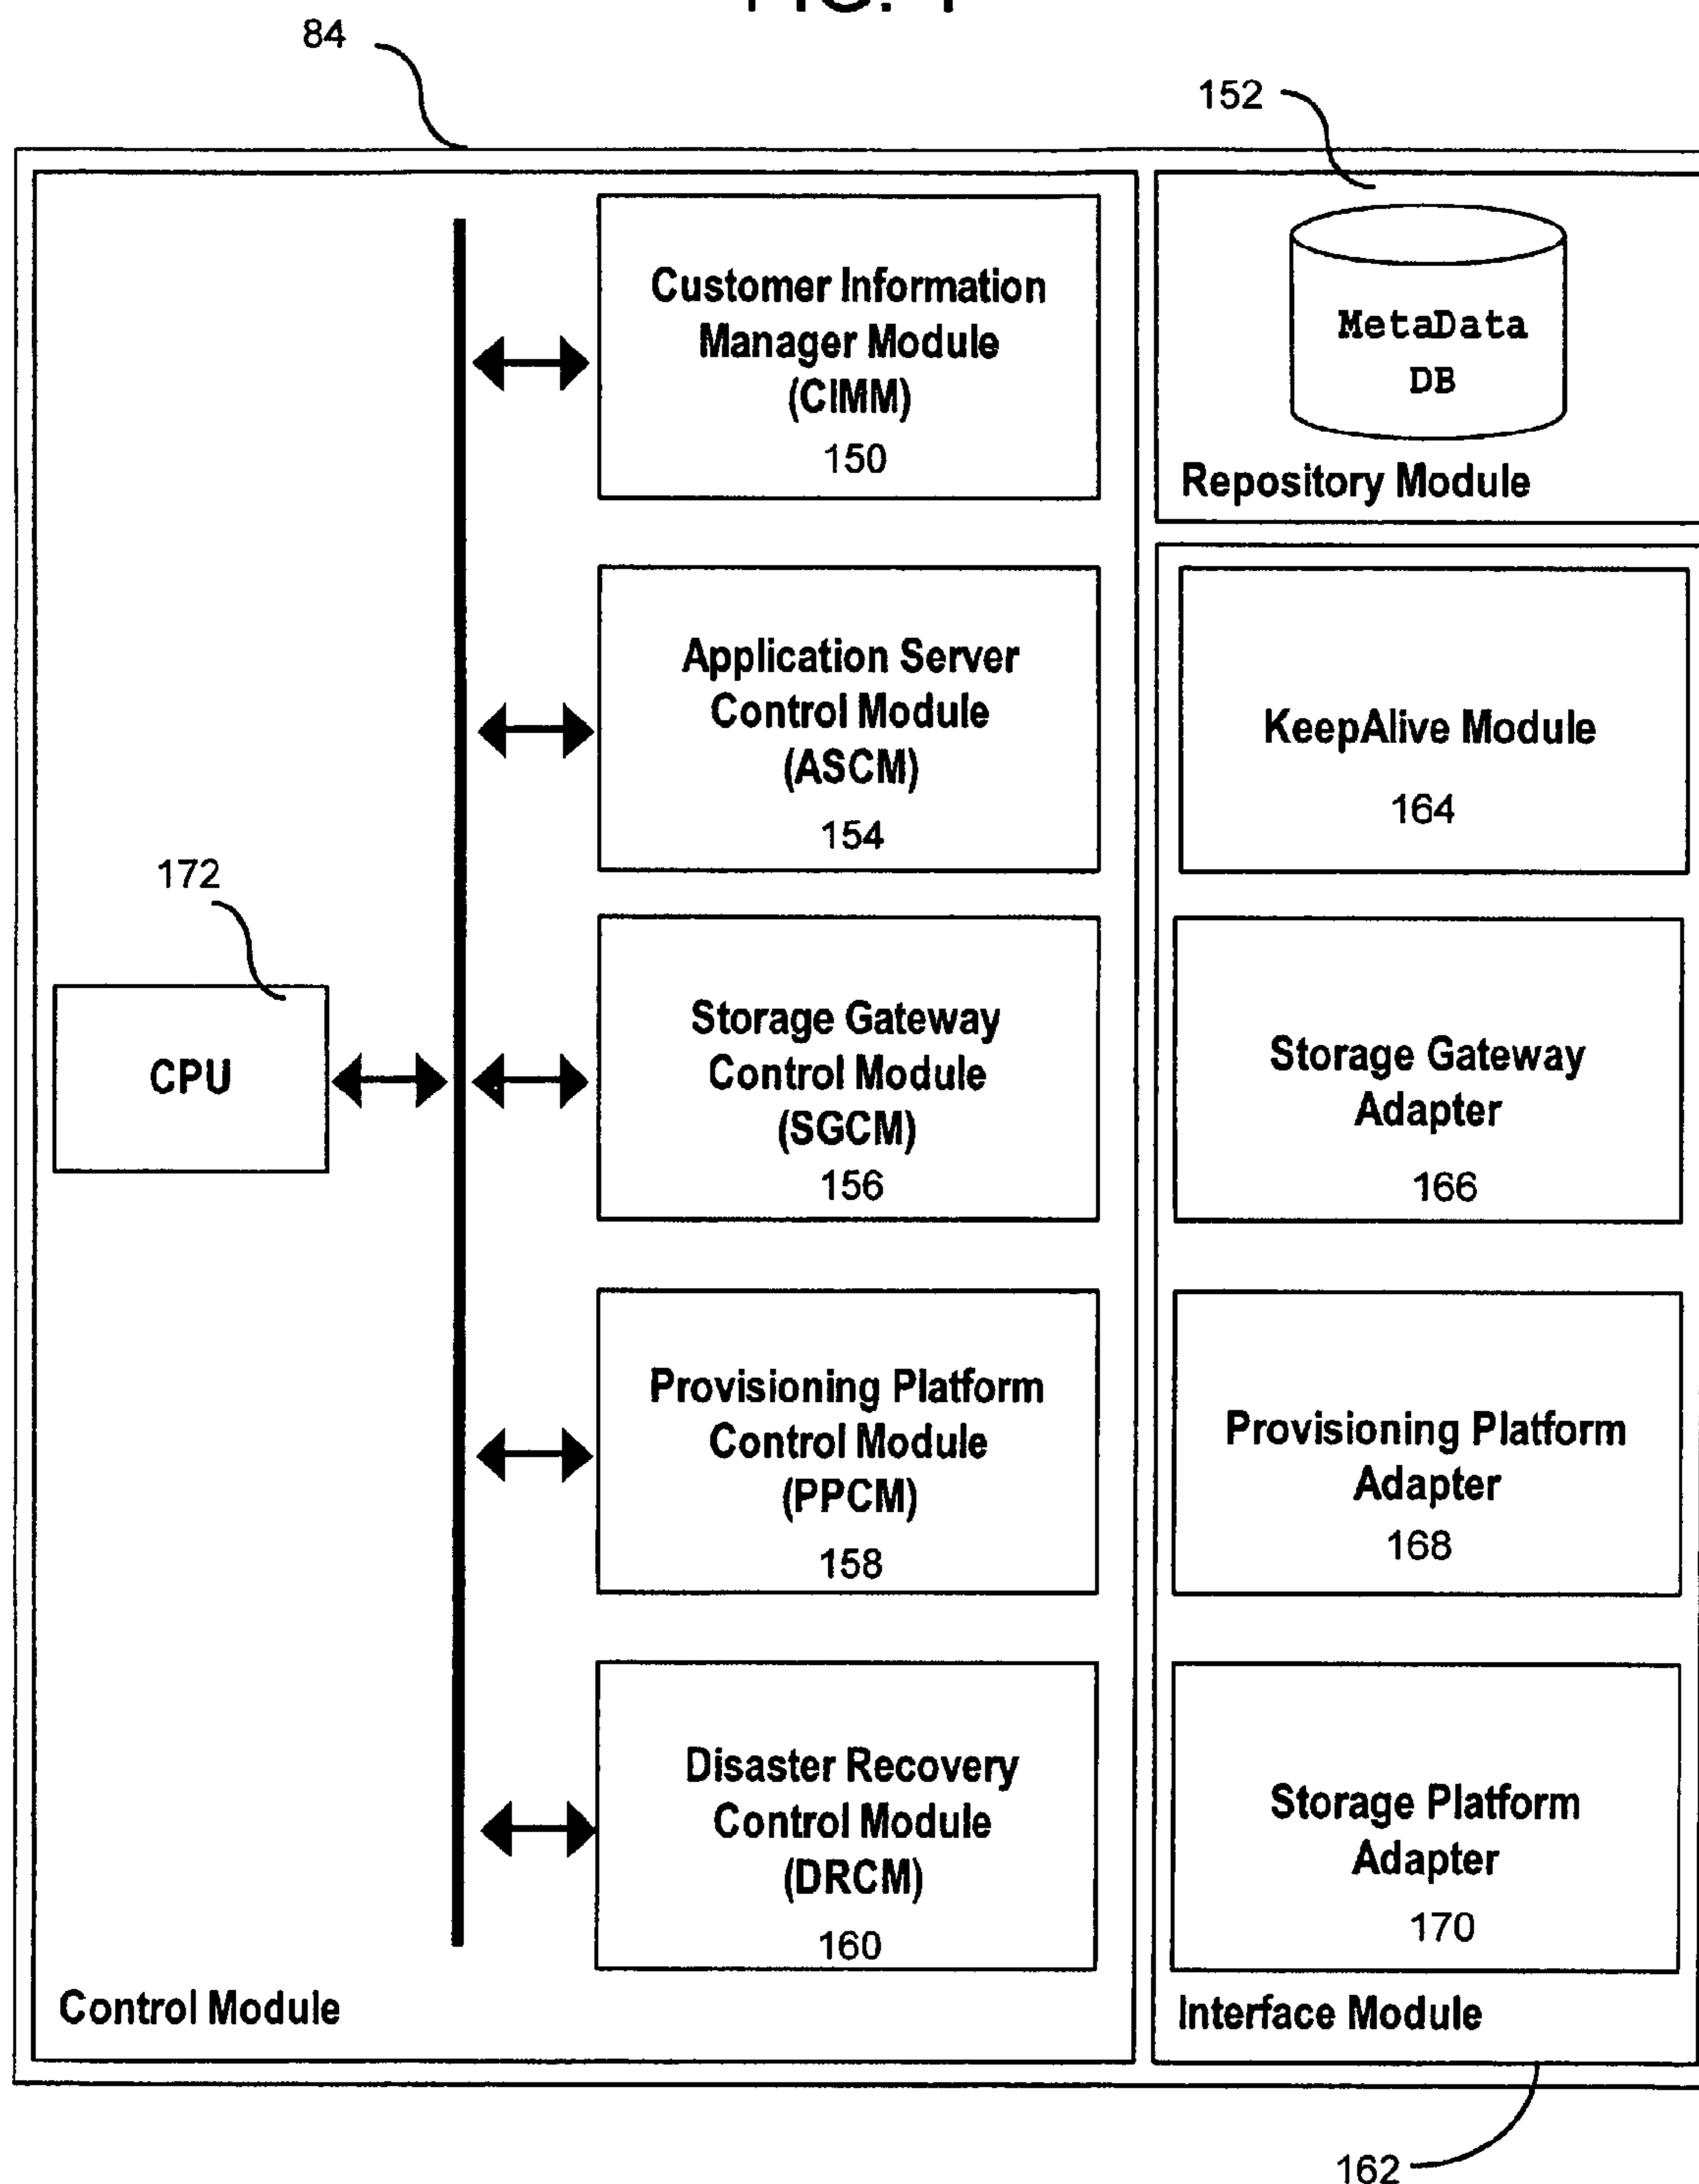 84
152
Customer Information
Manager Module
(CIMM)
150
MetaData
DB
Repository Module
Application Server
Control Module
(ASCM)
154
KeepAlive Module
164
172
CPU
Storage Gateway
Control Module
(SGCM)
156
Storage Gateway
Adapter
166
Provisioning Platform
Control Module
(PPCM)
158
Provisioning Platform
Adapter
168
Disaster Recovery
Control Module
(DRCM)
160
Storage Platform
Adapter
170
Control Module
Interface Module
162